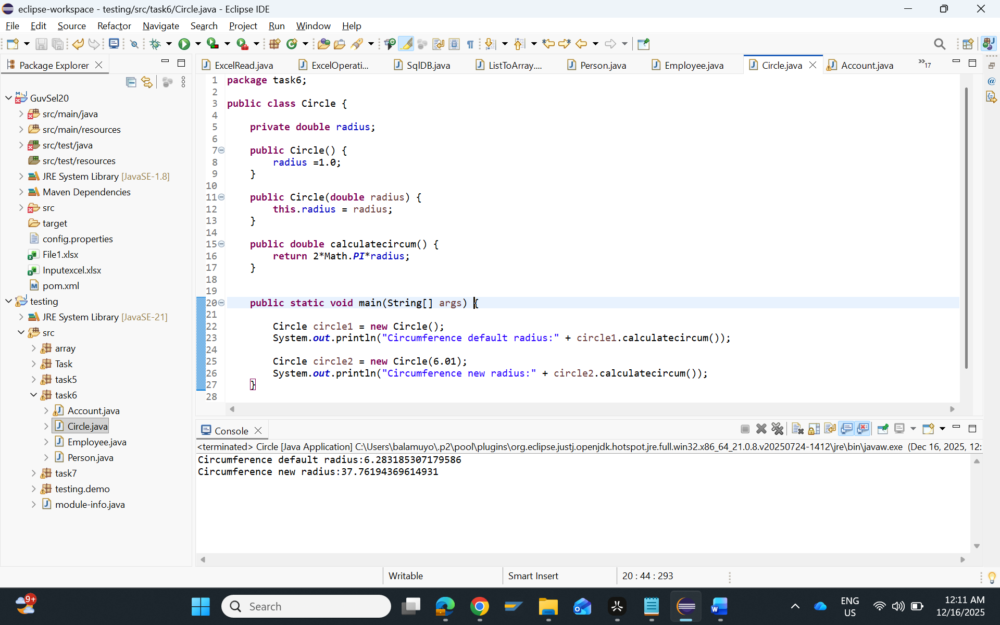 eclipse-workspace - testing/src/task6/Circle.java - Eclipse IDE
File Edit Source Refactor Navigate Search Project Run Window Help
Package Explorer
ExcelRead.java ExcelOperati... SqlDB.java ListToArray.... Person.java Employee.java Circle.java Account.java »17
GuvSel20
src/main/java
src/main/resources
src/test/java
src/test/resources
JRE System Library [JavaSE-1.8]
Maven Dependencies
src
target
config.properties
File1.xlsx
Inputexcel.xlsx
pom.xml
testing
JRE System Library [JavaSE-21]
src
array
Task
task5
task6
Account.java
Circle.java
Employee.java
Person.java
task7
testing.demo
module-info.java
1 package task6;
2
3 public class Circle {
4
5 private double radius;
6
7 public Circle() {
8 radius =1.0;
9 }
10
11 public Circle(double radius) {
12 this.radius = radius;
13 }
14
15 public double calculatecircum() {
16 return 2*Math.PI*radius;
17 }
18
19
20 public static void main(String[] args) {
21
22 Circle circle1 = new Circle();
23 System.out.println("Circumference default radius:" + circle1.calculatecircum());
24
25 Circle circle2 = new Circle(6.01);
26 System.out.println("Circumference new radius:" + circle2.calculatecircum());
27 }
28
Console
<terminated> Circle [Java Application] C:\Users\balamuyo\.p2\pool\plugins\org.eclipse.justj.openjdk.hotspot.jre.full.win32.x86_64_21.0.8.v20250724-1412\jre\bin\javaw.exe (Dec 16, 2025, 12:
Circumference default radius:6.283185307179586
Circumference new radius:37.76194369614931
Writable Smart Insert 20 : 44 : 293
9+
Search
ENG
US
12:11 AM
12/16/2025